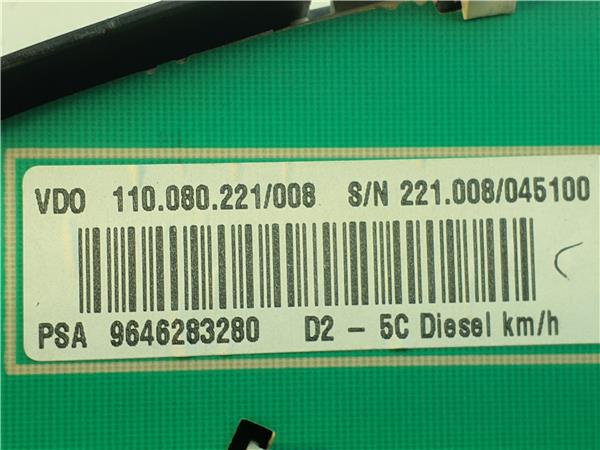 VDO 110.080.221/008 S/N 221.008/045100
PSA 9646283280 D2 - 5C Diesel km/h